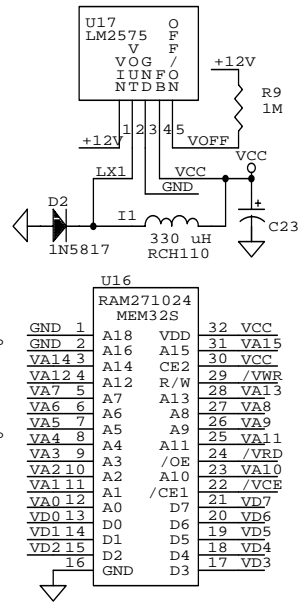 U17
LM2575
VIN
VOUT
GND
FB
OFF/ON
+12V
R9
1M
1 2 3 4 5
+12V
VOFF
LX1
VCC
VCC
GND
D2
I1
C23
+
1N5817
330 uH
RCH110
U16
RAM271024
MEM32S
GND 1 A18 VDD 32 VCC
GND 2 A16 A15 31 VA15
VA14 3 A14 CE2 30 VCC
VA12 4 A12 R/W 29 /VWR
VA7 5 A7 A13 28 VA13
VA6 6 A6 A8 27 VA8
VA5 7 A5 A9 26 VA9
VA4 8 A4 A11 25 VA11
VA3 9 A3 /OE 24 /VRD
VA2 10 A2 A10 23 VA10
VA1 11 A1 /CE1 22 /VCE
VA0 12 A0 D7 21 VD7
VD0 13 D0 D6 20 VD6
VD1 14 D1 D5 19 VD5
VD2 15 D2 D4 18 VD4
16 GND D3 17 VD3